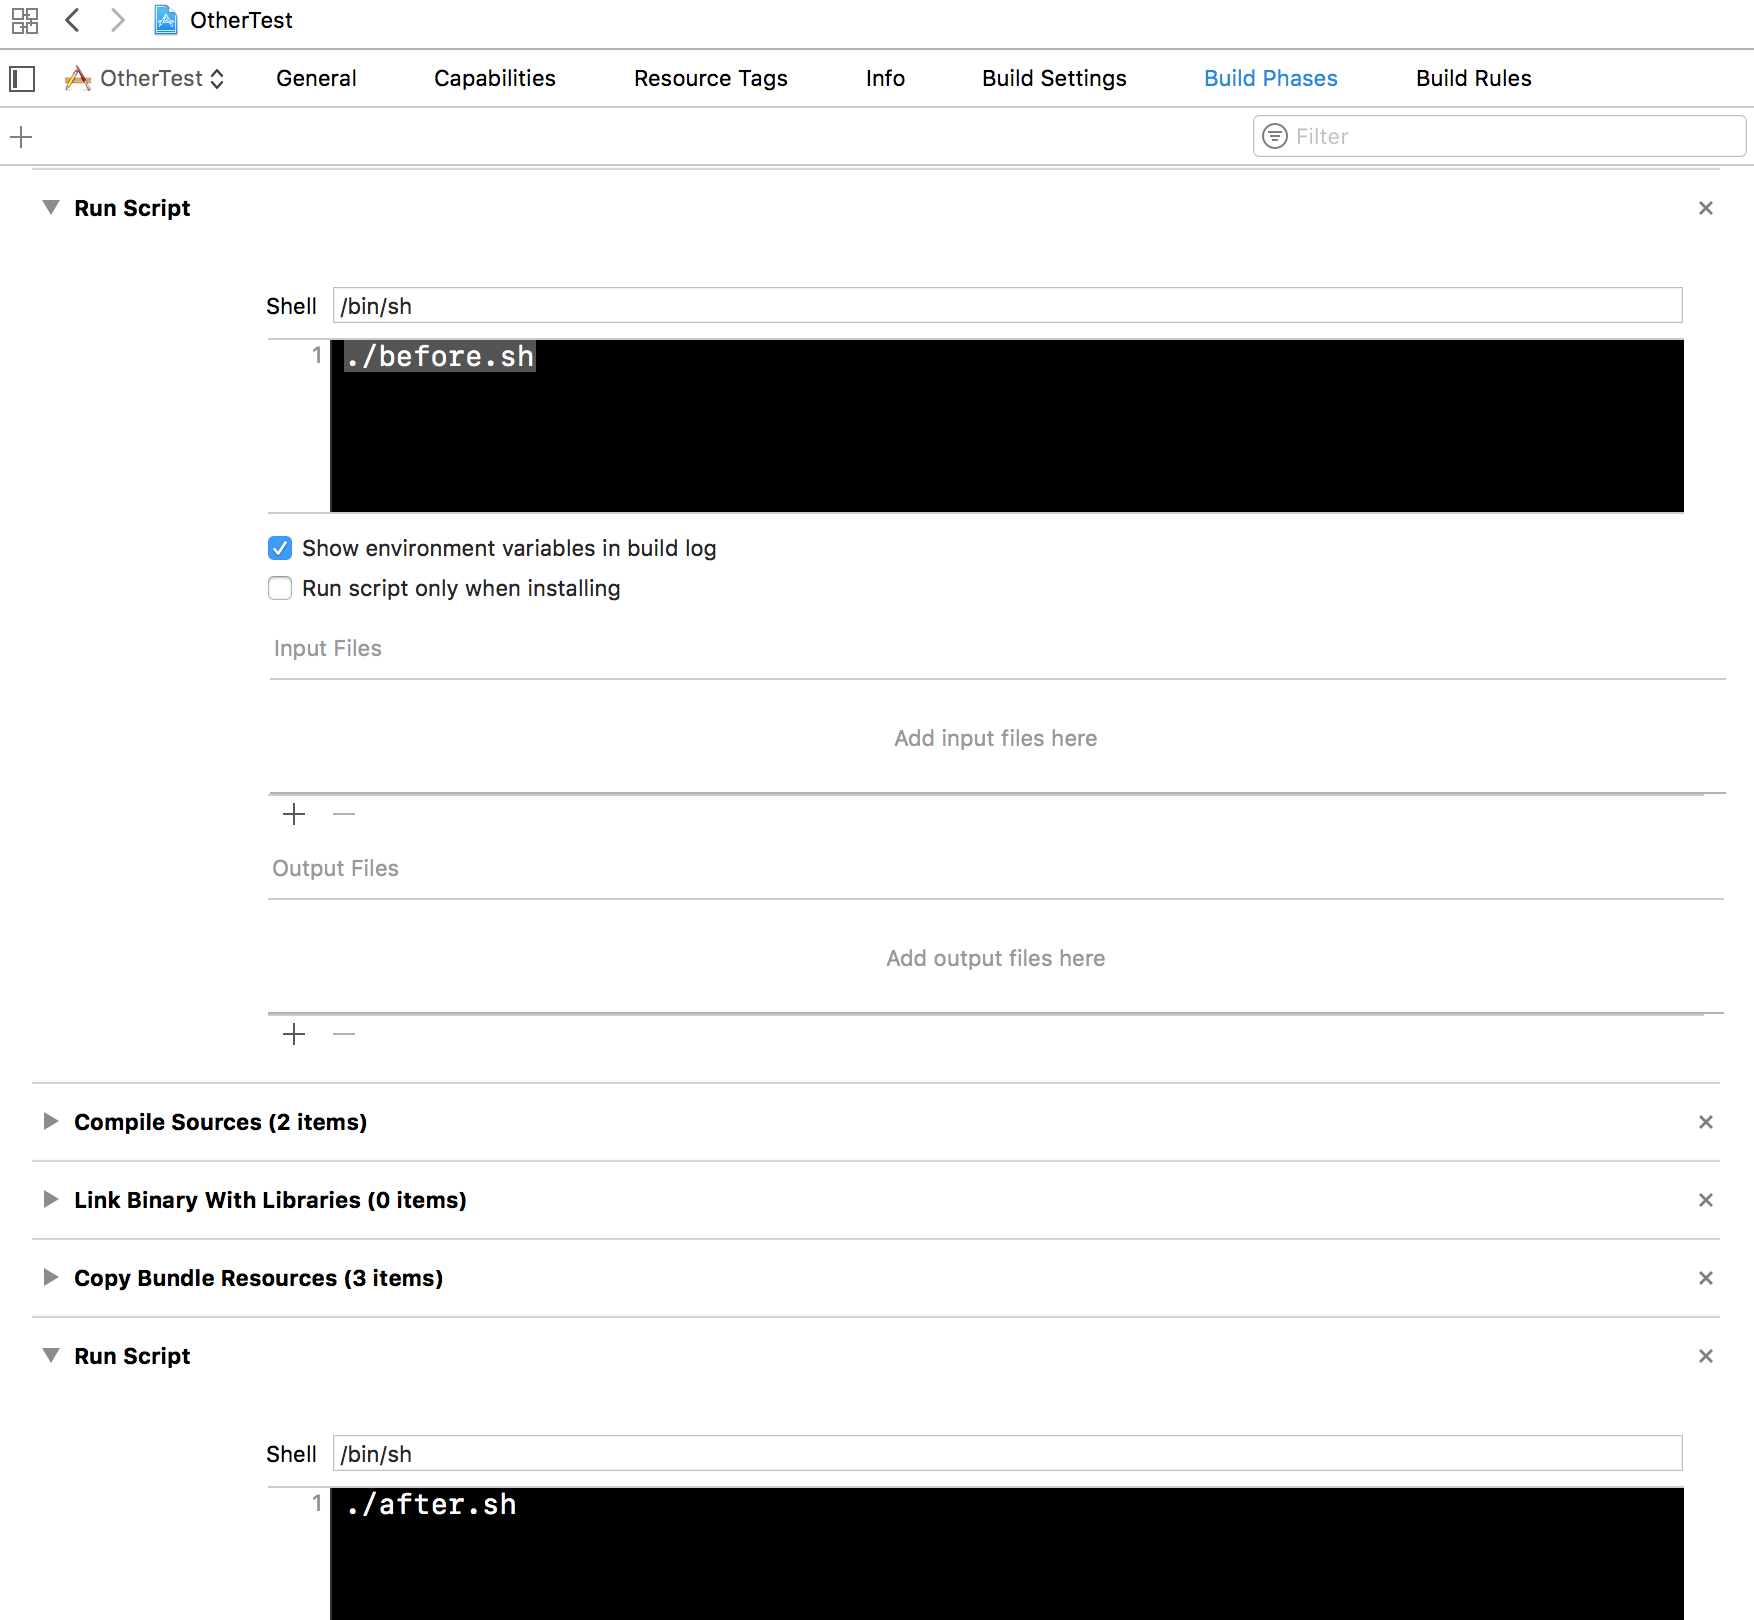 OtherTest
OtherTest General Capabilities Resource Tags Info Build Settings Build Phases Build Rules
Filter
Run Script
Shell /bin/sh
1 ./before.sh
Show environment variables in build log
Run script only when installing
Input Files
Add input files here
Output Files
Add output files here
Compile Sources (2 items)
Link Binary With Libraries (0 items)
Copy Bundle Resources (3 items)
Run Script
Shell /bin/sh
1 ./after.sh